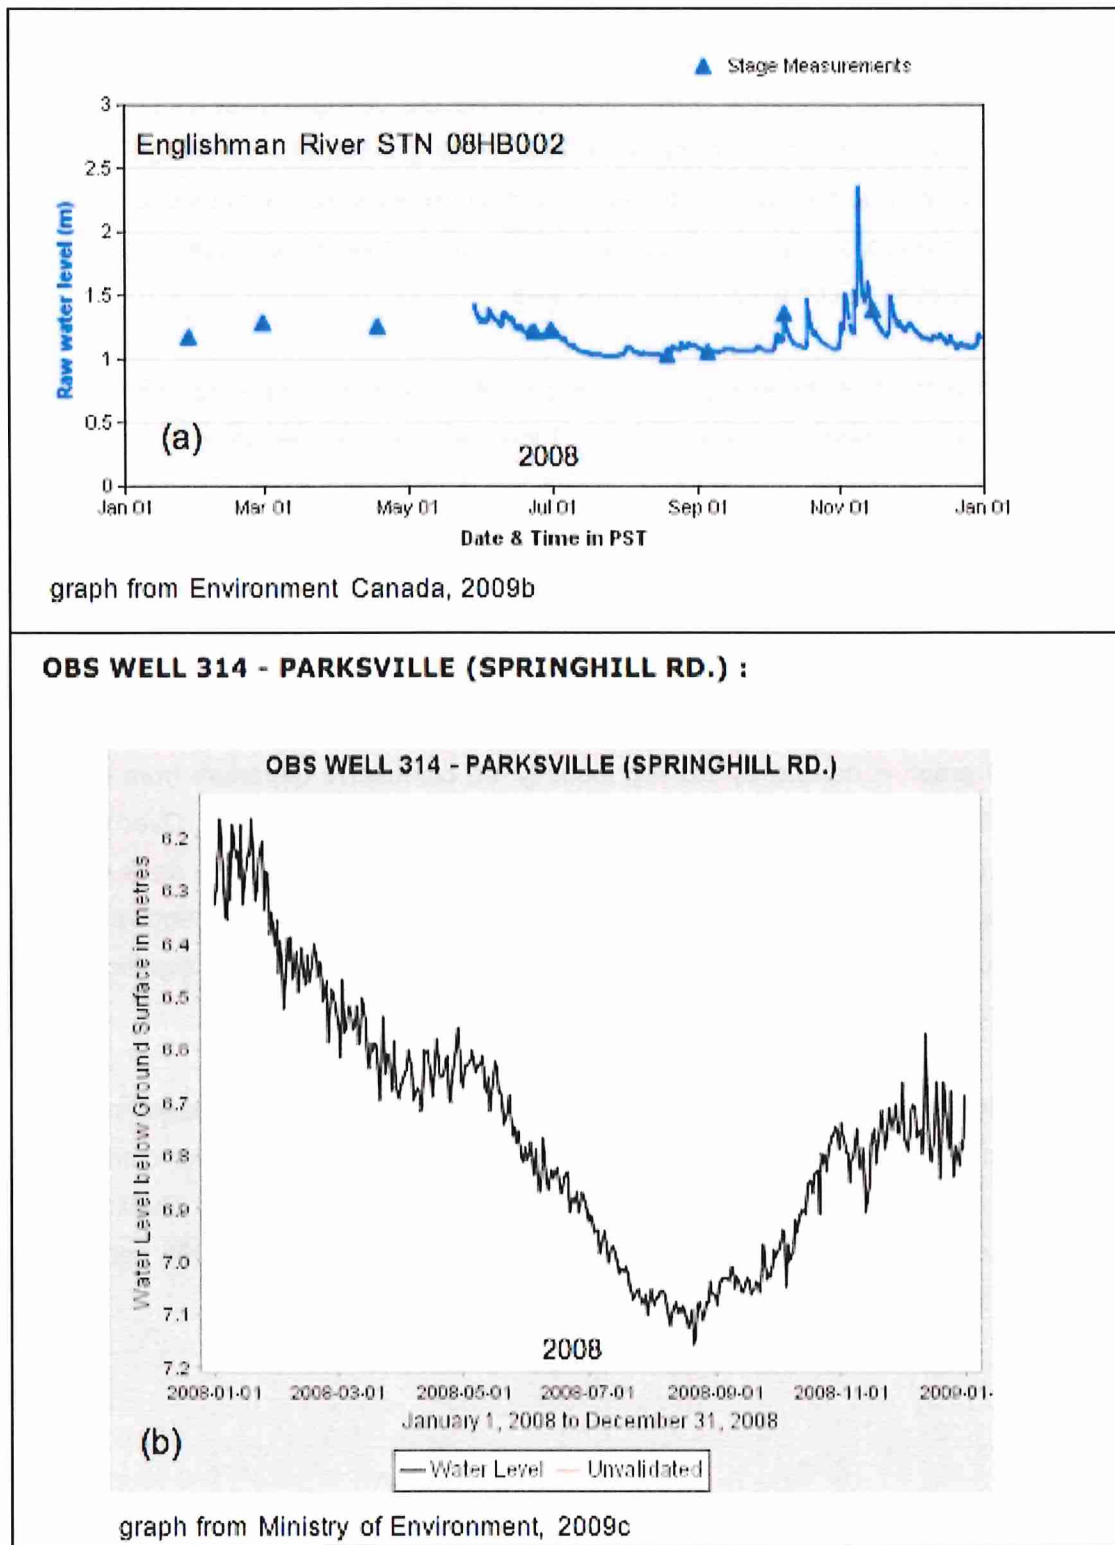 Stage Measurements
3
Englishman River STN 08HB002
2.5
2
1.5
1
0.5
0
Raw water level (m)
(a)
2008
Jan 01 Mar 01 May 01 Jul 01 Sep 01 Nov 01 Jan 01
Date & Time in PST
graph from Environment Canada, 2009b
OBS WELL 314 - PARKSVILLE (SPRINGHILL RD.) :
OBS WELL 314 - PARKSVILLE (SPRINGHILL RD.)
6.2
6.3
6.4
6.5
6.6
6.7
6.8
6.9
7.0
7.1
7.2
Water Level below Ground Surface in metres
2008
2008-01-01 2008-03-01 2008-05-01 2008-07-01 2008-09-01 2008-11-01 2009-01-
January 1, 2008 to December 31, 2008
(b)
Water Level Unvalidated
graph from Ministry of Environment, 2009c